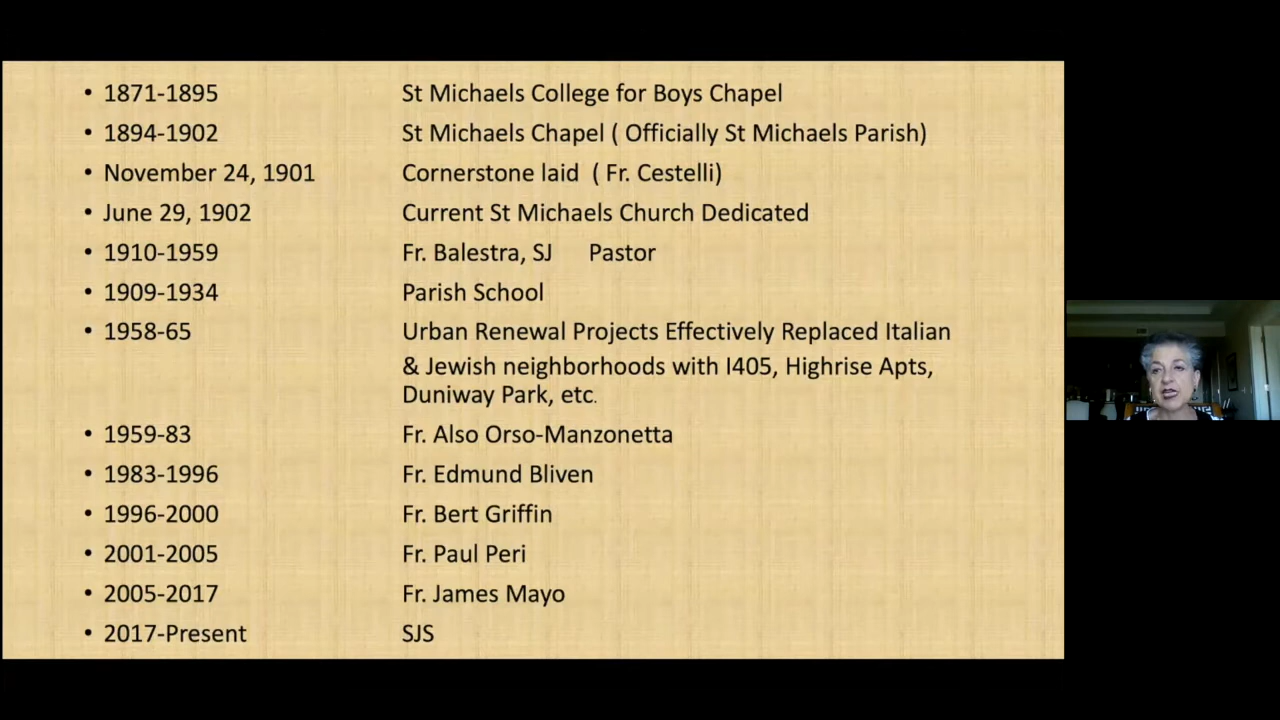 • 1871-1895 St Michaels College for Boys Chapel
• 1894-1902 St Michaels Chapel ( Officially St Michaels Parish)
• November 24, 1901 Cornerstone laid ( Fr. Cestelli)
• June 29, 1902 Current St Michaels Church Dedicated
• 1910-1959 Fr. Balestra, SJ Pastor
• 1909-1934 Parish School
• 1958-65 Urban Renewal Projects Effectively Replaced Italian
& Jewish neighborhoods with I405, Highrise Apts,
Duniway Park, etc.
• 1959-83 Fr. Also Orso-Manzonetta
• 1983-1996 Fr. Edmund Bliven
• 1996-2000 Fr. Bert Griffin
• 2001-2005 Fr. Paul Peri
• 2005-2017 Fr. James Mayo
• 2017-Present SJS